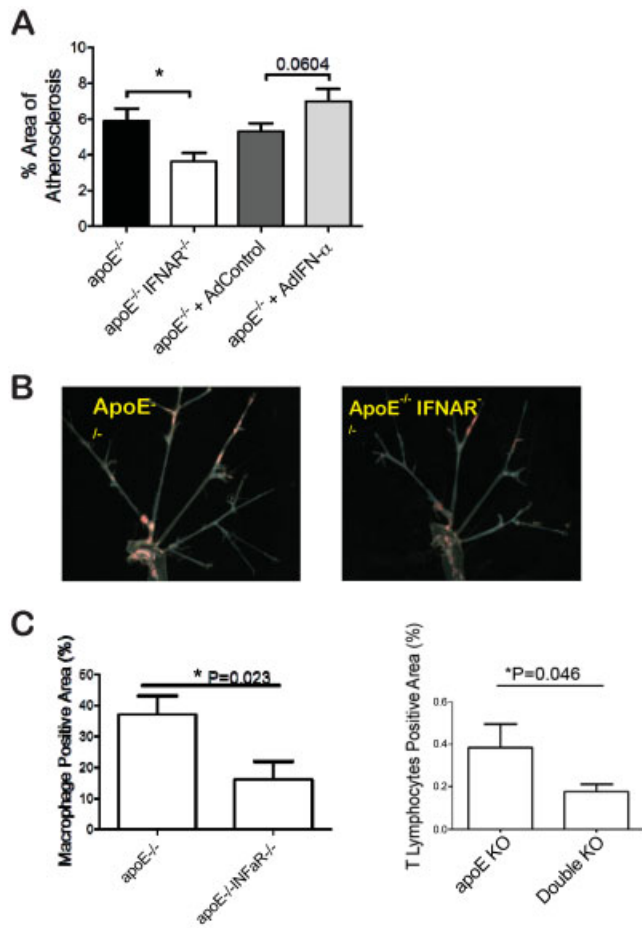 A
% Area of
Atherosclerosis
10
8
6
4
2
0
*
0.0604
apoE-/-
apoE-/- IFNAR-/-
apoE-/- + AdControl
apoE-/- + AdIFN-α
B
ApoE-
/-
ApoE-/- IFNAR-
/-
C
Macrophage Positive Area (%)
50
40
30
20
10
0
* P=0.023
apoE-/-
apoE-/-INFaR-/-
T Lymphocytes Positive Area (%)
0.6
0.4
0.2
0.0
*P=0.046
apoE KO
Double KO